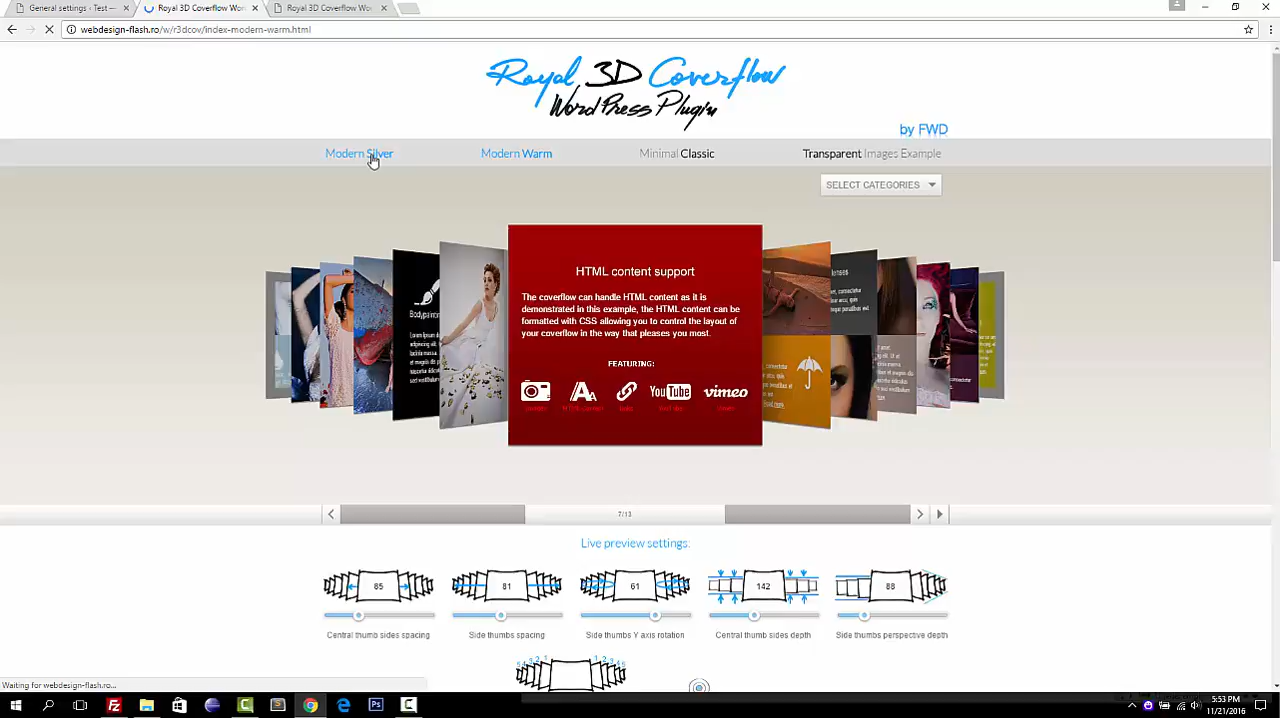 General settings ‹ Test —
Royal 3D Coverflow Wor
Royal 3D Coverflow Wor
webdesign-flash.ro/w/r3dcov/index-modern-warm.html
Royal 3D Coverflow
WordPress Plugin
by FWD
Modern Silver
Modern Warm
Minimal Classic
Transparent Images Example
SELECT CATEGORIES
HTML content support
The coverflow can handle HTML content as it is
demonstrated in this example, the HTML content can be
formatted with CSS allowing you to control the layout of
your coverflow in the way that pleases you most.
FEATURING:
YouTube
vimeo
7/13
Live preview settings:
85
81
61
142
88
Central thumb sides spacing
Side thumbs spacing
Side thumbs Y axis rotation
Central thumb sides depth
Side thumbs perspective depth
Waiting for webdesign-flash.ro...
5:53 PM
11/21/2016